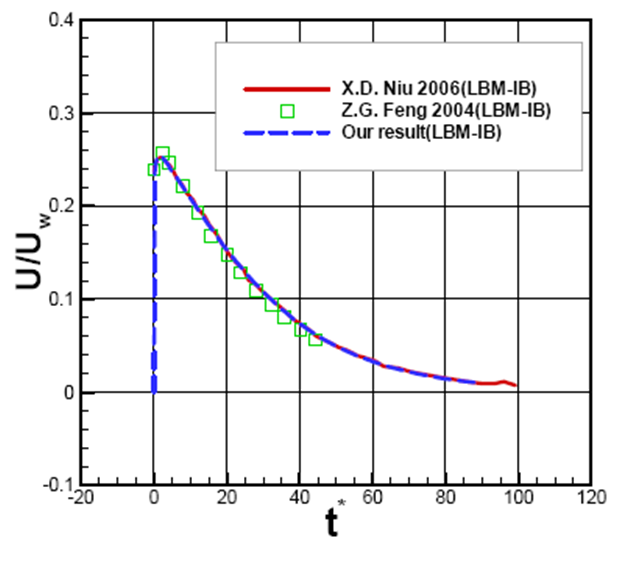 0.4
0.3
0.2
0.1
0
-0.1
U/Uw
X.D. Niu 2006(LBM-IB)
Z.G. Feng 2004(LBM-IB)
Our result(LBM-IB)
-20 0 20 40 60 80 100 120
t*